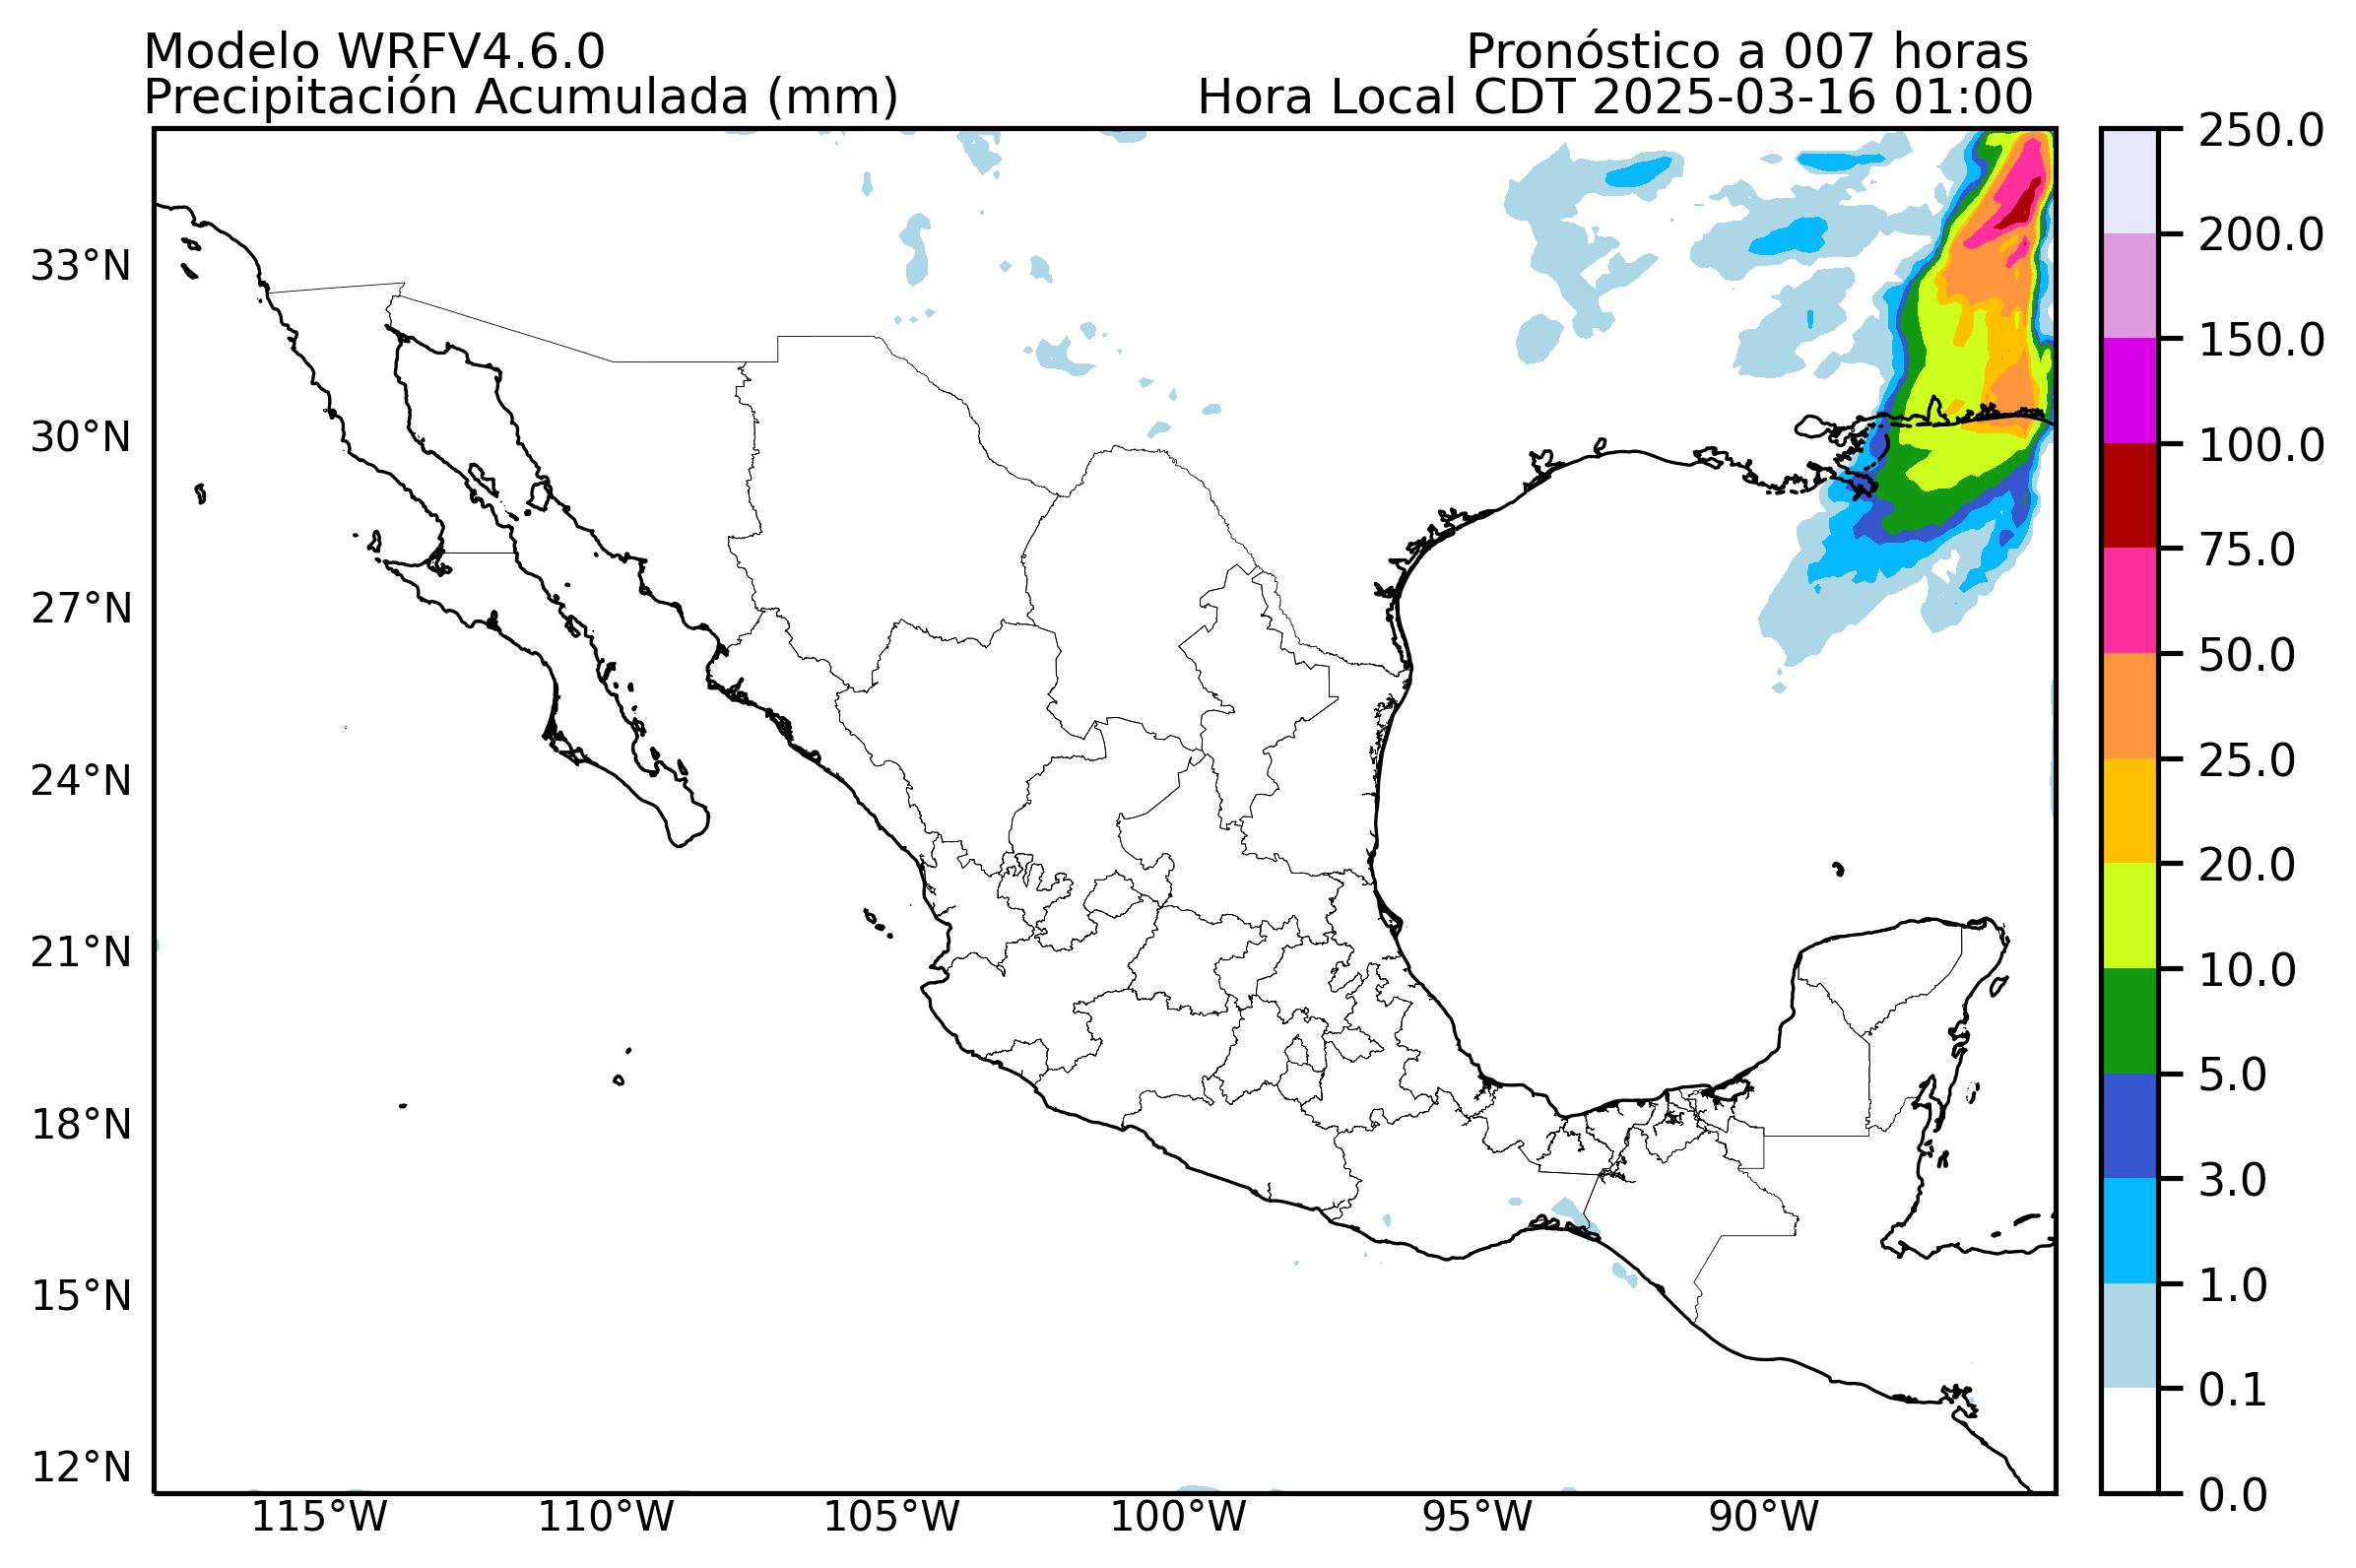 Modelo WRFV4.6.0
Pronóstico a 007 horas
Precipitación Acumulada (mm)
Hora Local CDT 2025-03-16 01:00
33°N
30°N
27°N
24°N
21°N
18°N
15°N
12°N
115°W
110°W
105°W
100°W
95°W
90°W
250.0
200.0
150.0
100.0
75.0
50.0
25.0
20.0
10.0
5.0
3.0
1.0
0.1
0.0